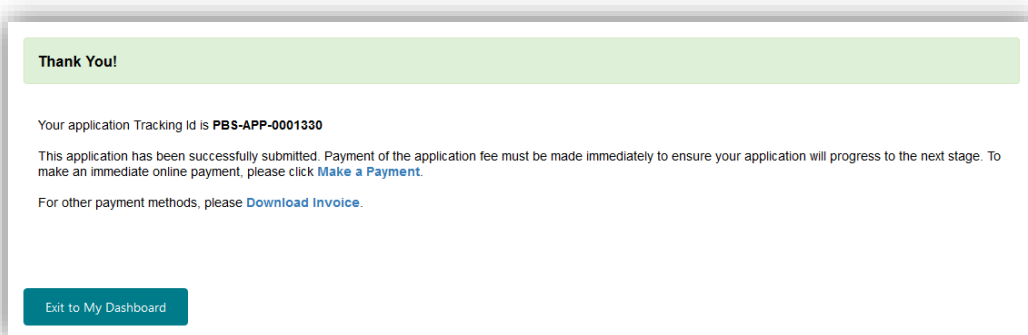 Thank You!
Your application Tracking Id is PBS-APP-0001330
This application has been successfully submitted. Payment of the application fee must be made immediately to ensure your application will progress to the next stage. To
make an immediate online payment, please click Make a Payment.
For other payment methods, please Download Invoice.
Exit to My Dashboard